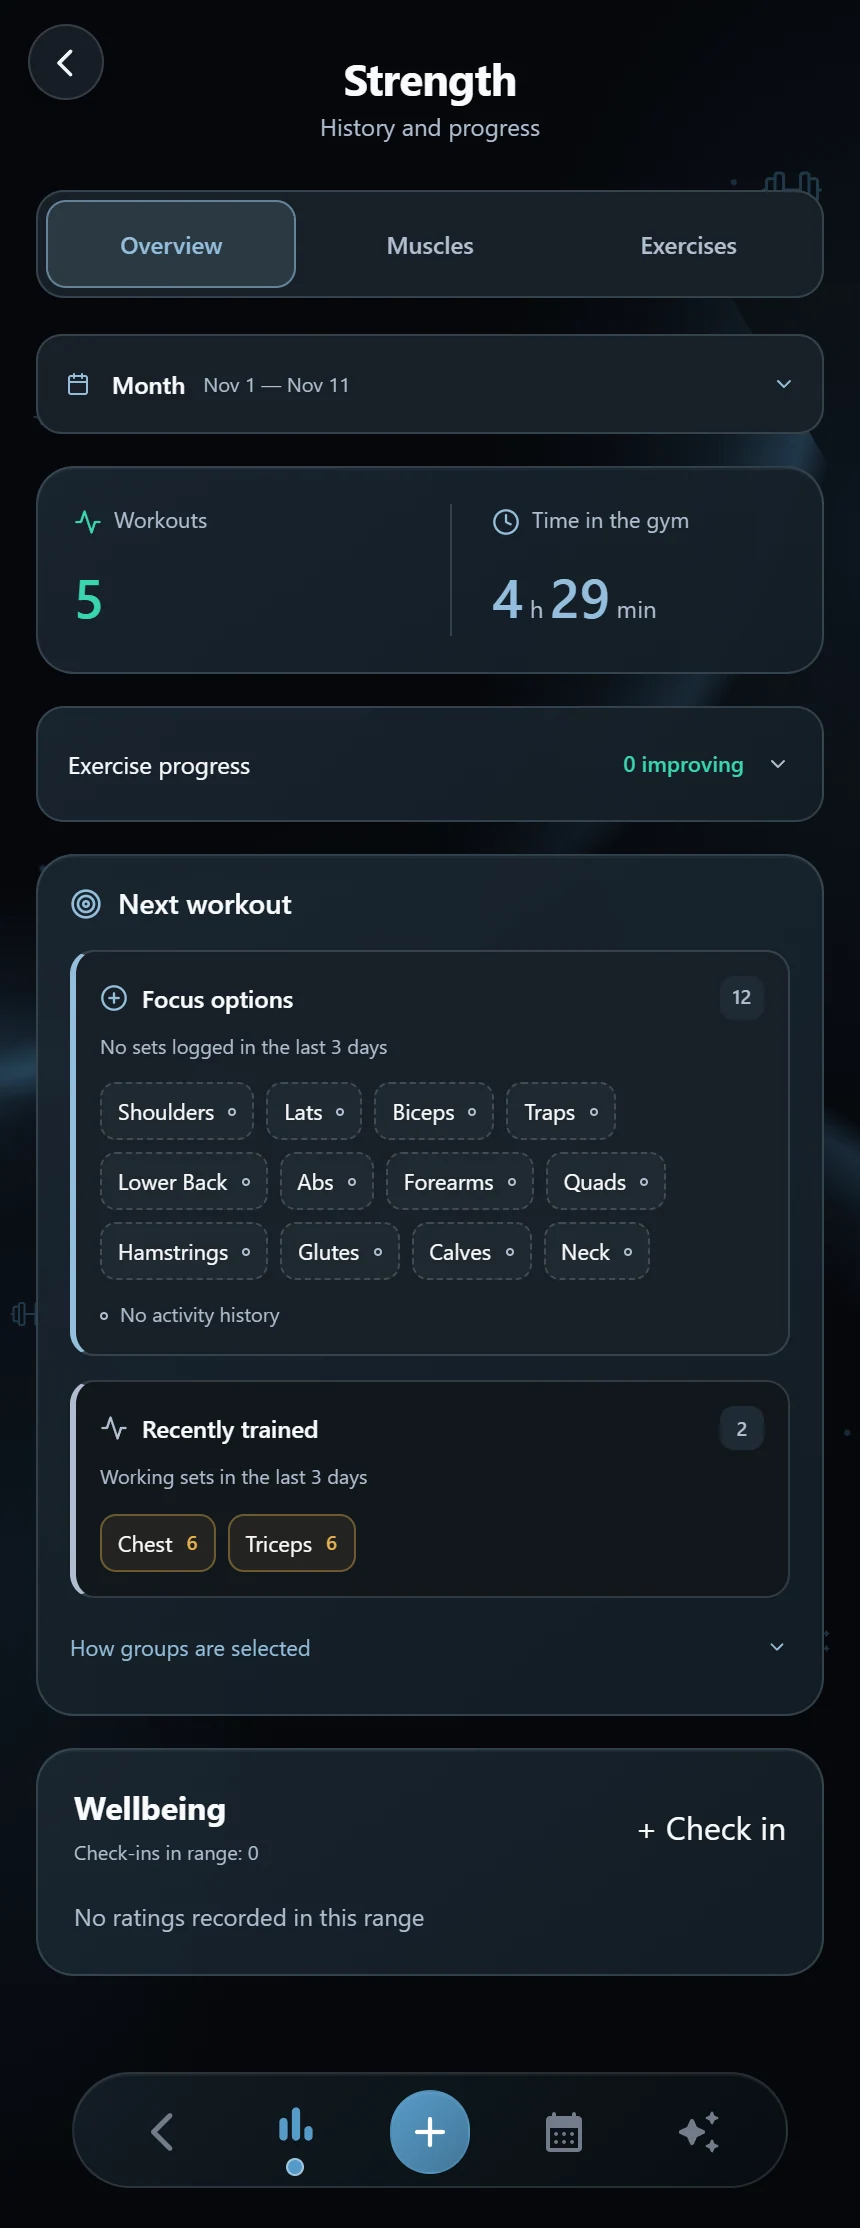 Strength
History and progress
Overview Muscles Exercises
Month Nov 1 — Nov 11
Workouts Time in the gym
5 4 h 29 min
Exercise progress 0 improving
Next workout
Focus options 12
No sets logged in the last 3 days
Shoulders Lats Biceps Traps
Lower Back Abs Forearms Quads
Hamstrings Glutes Calves Neck
No activity history
Recently trained 2
Working sets in the last 3 days
Chest 6 Triceps 6
How groups are selected
Wellbeing
+ Check in
Check-ins in range: 0
No ratings recorded in this range